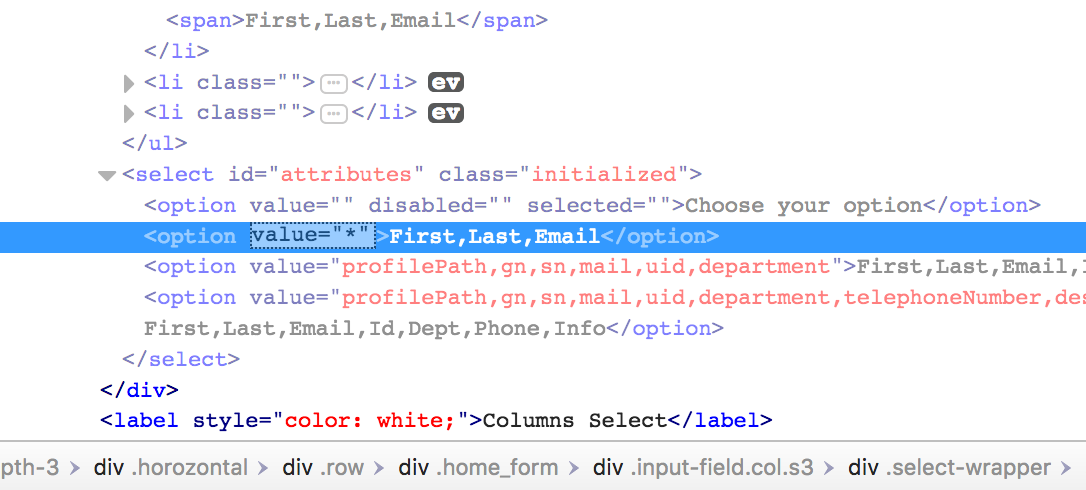 <span>First,Last,Email</span>
</li>
<li class="">…</li> ev
<li class="">…</li> ev
</ul>
<select id="attributes" class="initialized">
<option value="" disabled="" selected="">Choose your option</option>
<option value="*">First,Last,Email</option>
<option value="profilePath,gn,sn,mail,uid,department">First,Last,Email,
<option value="profilePath,gn,sn,mail,uid,department,telephoneNumber,des
First,Last,Email,Id,Dept,Phone,Info</option>
</select>
</div>
<label style="color: white;">Columns Select</label>
pth-3 > div .horozontal > div .row > div .home_form > div .input-field.col.s3 > div .select-wrapper >